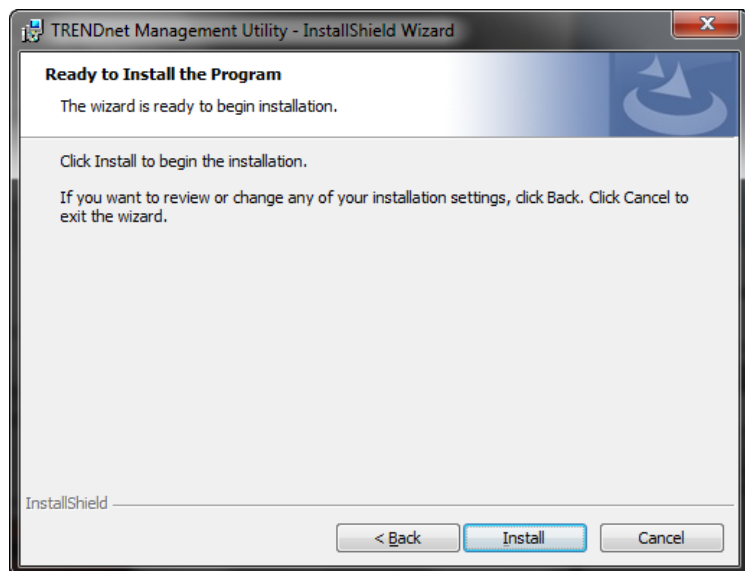 TRENDnet Management Utility - InstallShield Wizard
Ready to Install the Program
The wizard is ready to begin installation.
Click Install to begin the installation.
If you want to review or change any of your installation settings, click Back. Click Cancel to
exit the wizard.
InstallShield
< Back
Install
Cancel